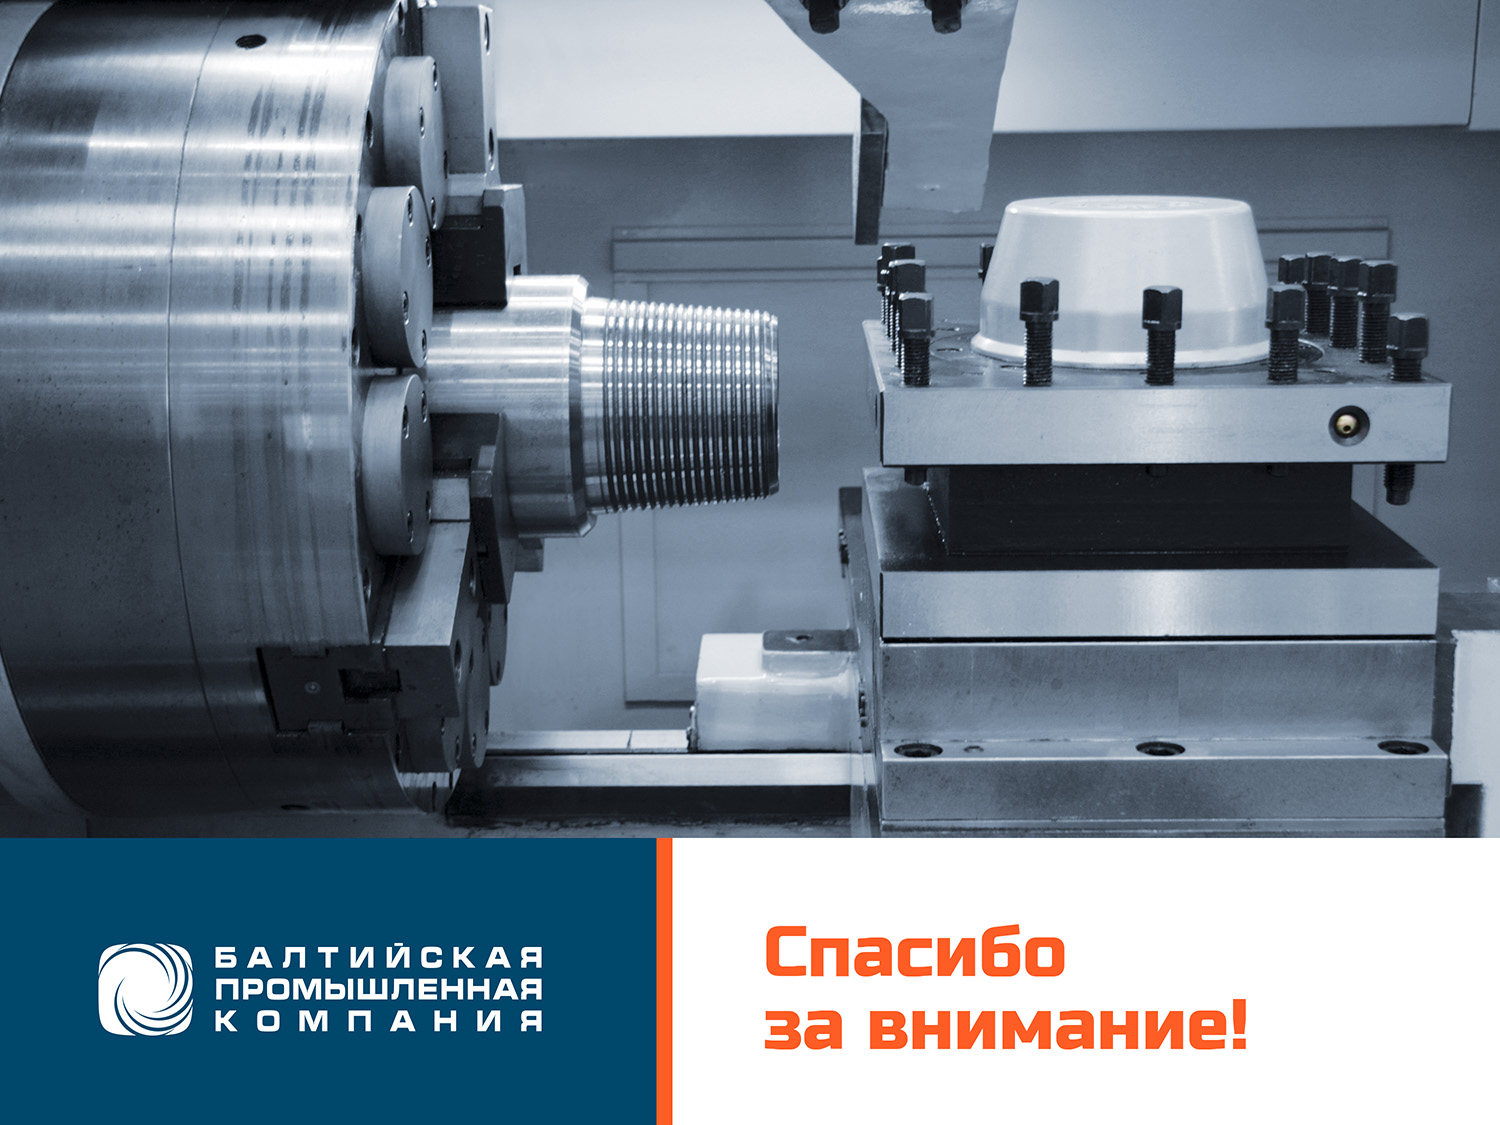 БАЛТИЙСКАЯ
ПРОМЫШЛЕННАЯ
КОМПАНИЯ
Спасибо
за внимание!